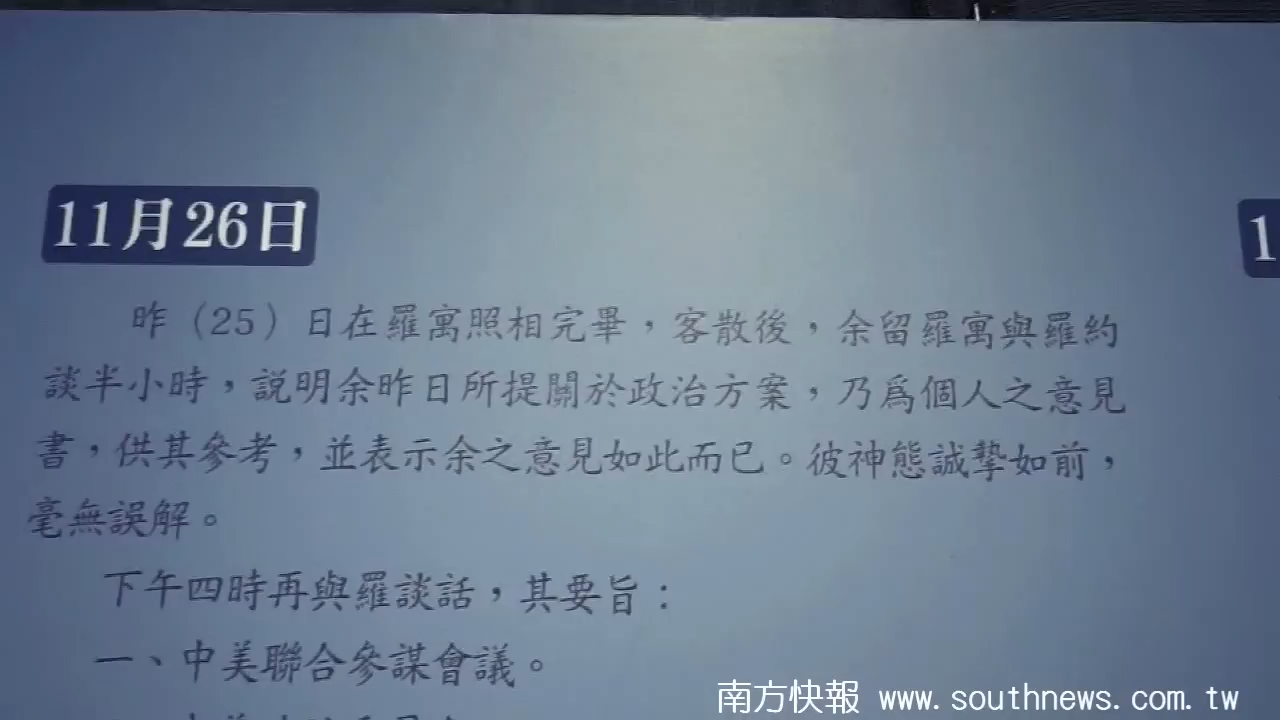 11月26日
1
昨（25）日在羅寓照相完畢，客散後，余留羅寓與羅約
談半小時，說明余昨日所提關於政治方案，乃爲個人之意見
書，供其參考，並表示余之意見如此而已。彼神態誠摯如前，
毫無誤解。
下午四時再與羅談話，其要旨：
一、中美聯合參謀會議。
南方快報 www.southnews.com.tw